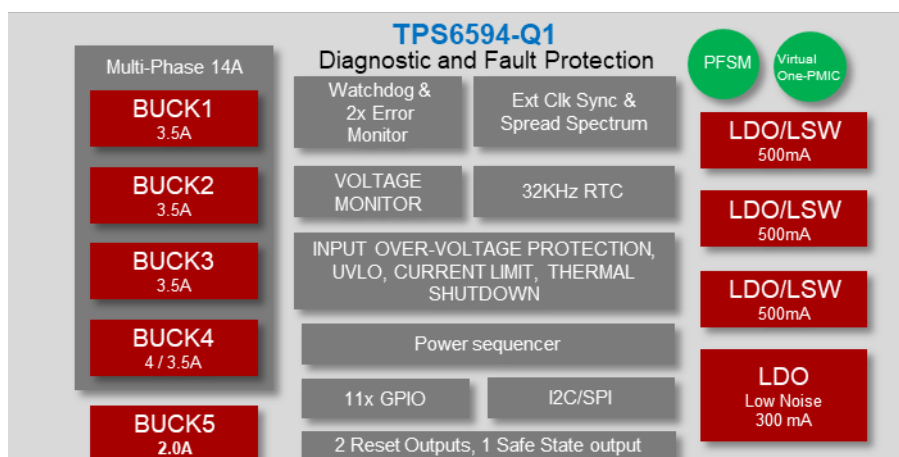 TPS6594-Q1
Diagnostic and Fault Protection
Multi-Phase 14A
BUCK1
3.5A
BUCK2
3.5A
BUCK3
3.5A
BUCK4
4 / 3.5A
BUCK5
2.0A
Watchdog &
2x Error
Monitor
Ext Clk Sync &
Spread Spectrum
VOLTAGE
MONITOR
32KHz RTC
INPUT OVER-VOLTAGE PROTECTION,
UVLO, CURRENT LIMIT, THERMAL
SHUTDOWN
Power sequencer
11x GPIO
I2C/SPI
2 Reset Outputs, 1 Safe State output
PFSM
Virtual
One-PMIC
LDO/LSW
500mA
LDO/LSW
500mA
LDO/LSW
500mA
LDO
Low Noise
300 mA